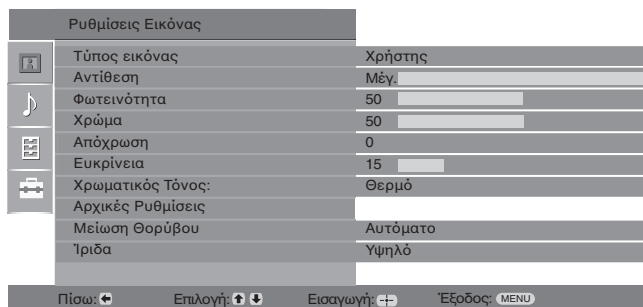 Ρυθμίσεις Εικόνας
Τύπος εικόνας Χρήστης
Αντίθεση Μέγ.
Φωτεινότητα 50
Χρώμα 50
Απόχρωση 0
Ευκρίνεια 15
Χρωματικός Τόνος: Θερμό
Αρχικές Ρυθμίσεις
Μείωση Θορύβου Αυτόματο
Ίριδα Υψηλό
Πίσω: Επιλογή: Εισαγωγή: Έξοδος: MENU